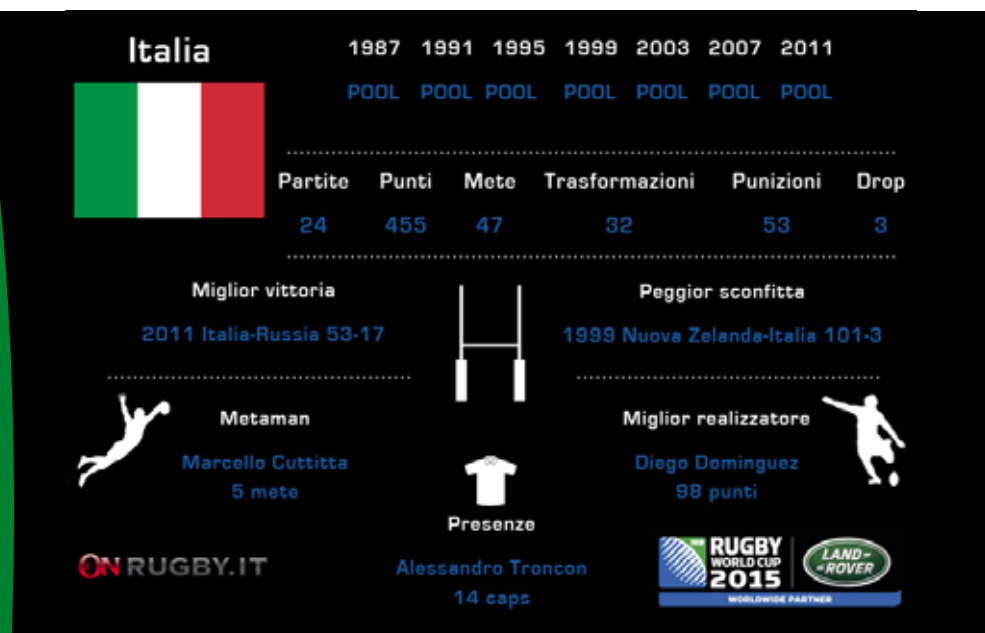 Italia
1987 1991 1995 1999 2003 2007 2011
POOL POOL POOL POOL POOL POOL POOL
Partite Punti Mete Trasformazioni Punizioni Drop
24 455 47 32 53 3
Miglior vittoria
2011 Italia-Russia 53-17
Peggior sconfitta
1999 Nuova Zelanda-Italia 101-3
Metaman
Marcello Cuttitta
5 mete
Miglior realizzatore
Diego Dominguez
98 punti
Presenze
Alessandro Troncon
14 caps
ONRUGBY.IT
RUGBY
WORLD CUP
2015
LAND-
-ROVER
WORLDWIDE PARTNER